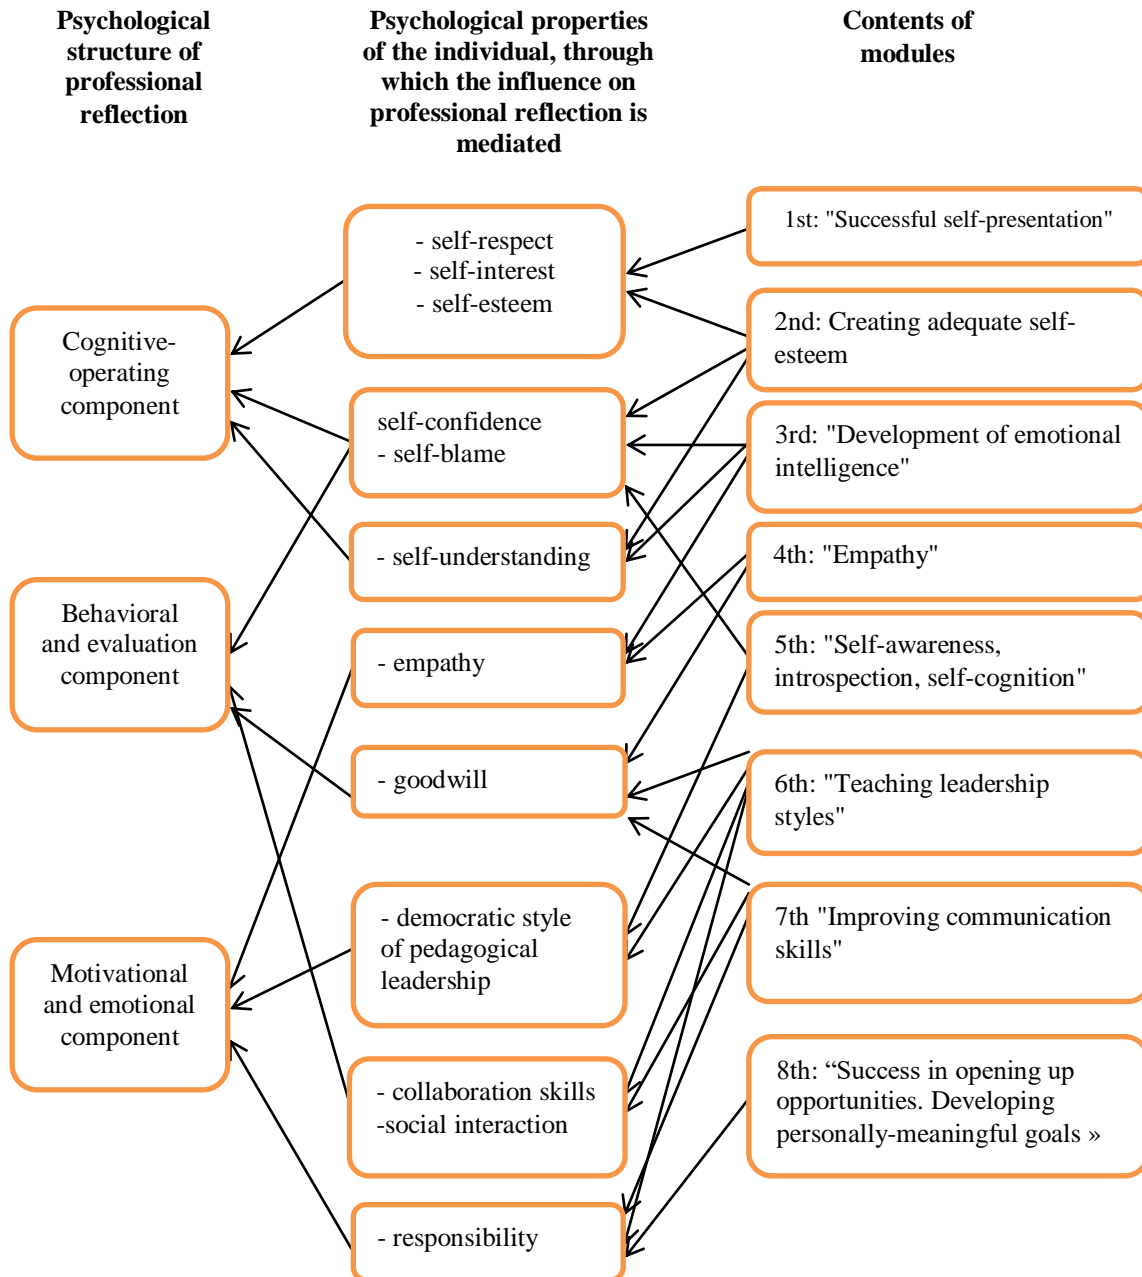 Psychological
structure of
professional
reflection
Psychological properties
of the individual, through
which the influence on
professional reflection is
mediated
Contents of
modules
Cognitive-
operating
component
Behavioral
and evaluation
component
Motivational
and emotional
component
- self-respect
- self-interest
- self-esteem
self-confidence
- self-blame
- self-understanding
- empathy
- goodwill
- democratic style
of pedagogical
leadership
- collaboration skills
-social interaction
- responsibility
1st: "Successful self-presentation"
2nd: Creating adequate self-
esteem
3rd: "Development of emotional
intelligence"
4th: "Empathy"
5th: "Self-awareness,
introspection, self-cognition"
6th: "Teaching leadership
styles"
7th "Improving communication
skills"
8th: “Success in opening up
opportunities. Developing
personally-meaningful goals »